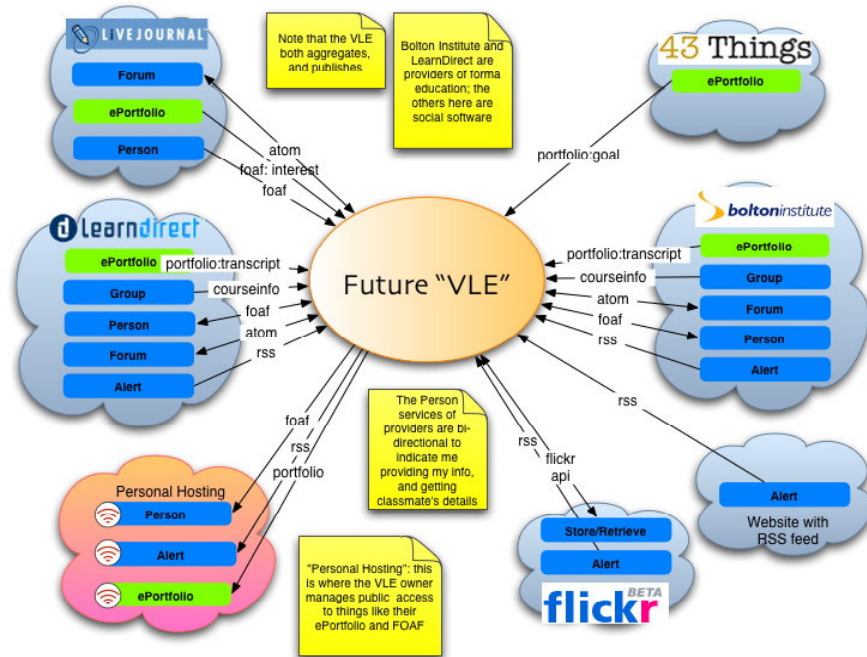 LiVEJOURNAL
Forum
ePortfolio
Person
Note that the VLE
both aggregates,
and publishes
Bolton Institute and
LearnDirect are
providers of forma
education; the
others here are
social software
43 Things
ePortfolio
atom
foaf: interest
foaf
portfolio:goal
learndirect
ePortfolio
Group
Person
Forum
Alert
portfolio:transcript
courseinfo
foaf
atom
rss
Future “VLE”
boltoninstitute
ePortfolio
Group
Forum
Person
Alert
portfolio:transcript
courseinfo
atom
foaf
rss
foaf
rss
portfolio
The Person
services of
providers are bi-
directional to
indicate me
providing my info,
and getting
classmate's details
rss
flickr
api
rss
Personal Hosting
Person
Alert
ePortfolio
"Personal Hosting": this
is where the VLE owner
manages public access
to things like their
ePortfolio and FOAF
Store/Retrieve
Alert
flickr
BETA
Alert
Website with
RSS feed